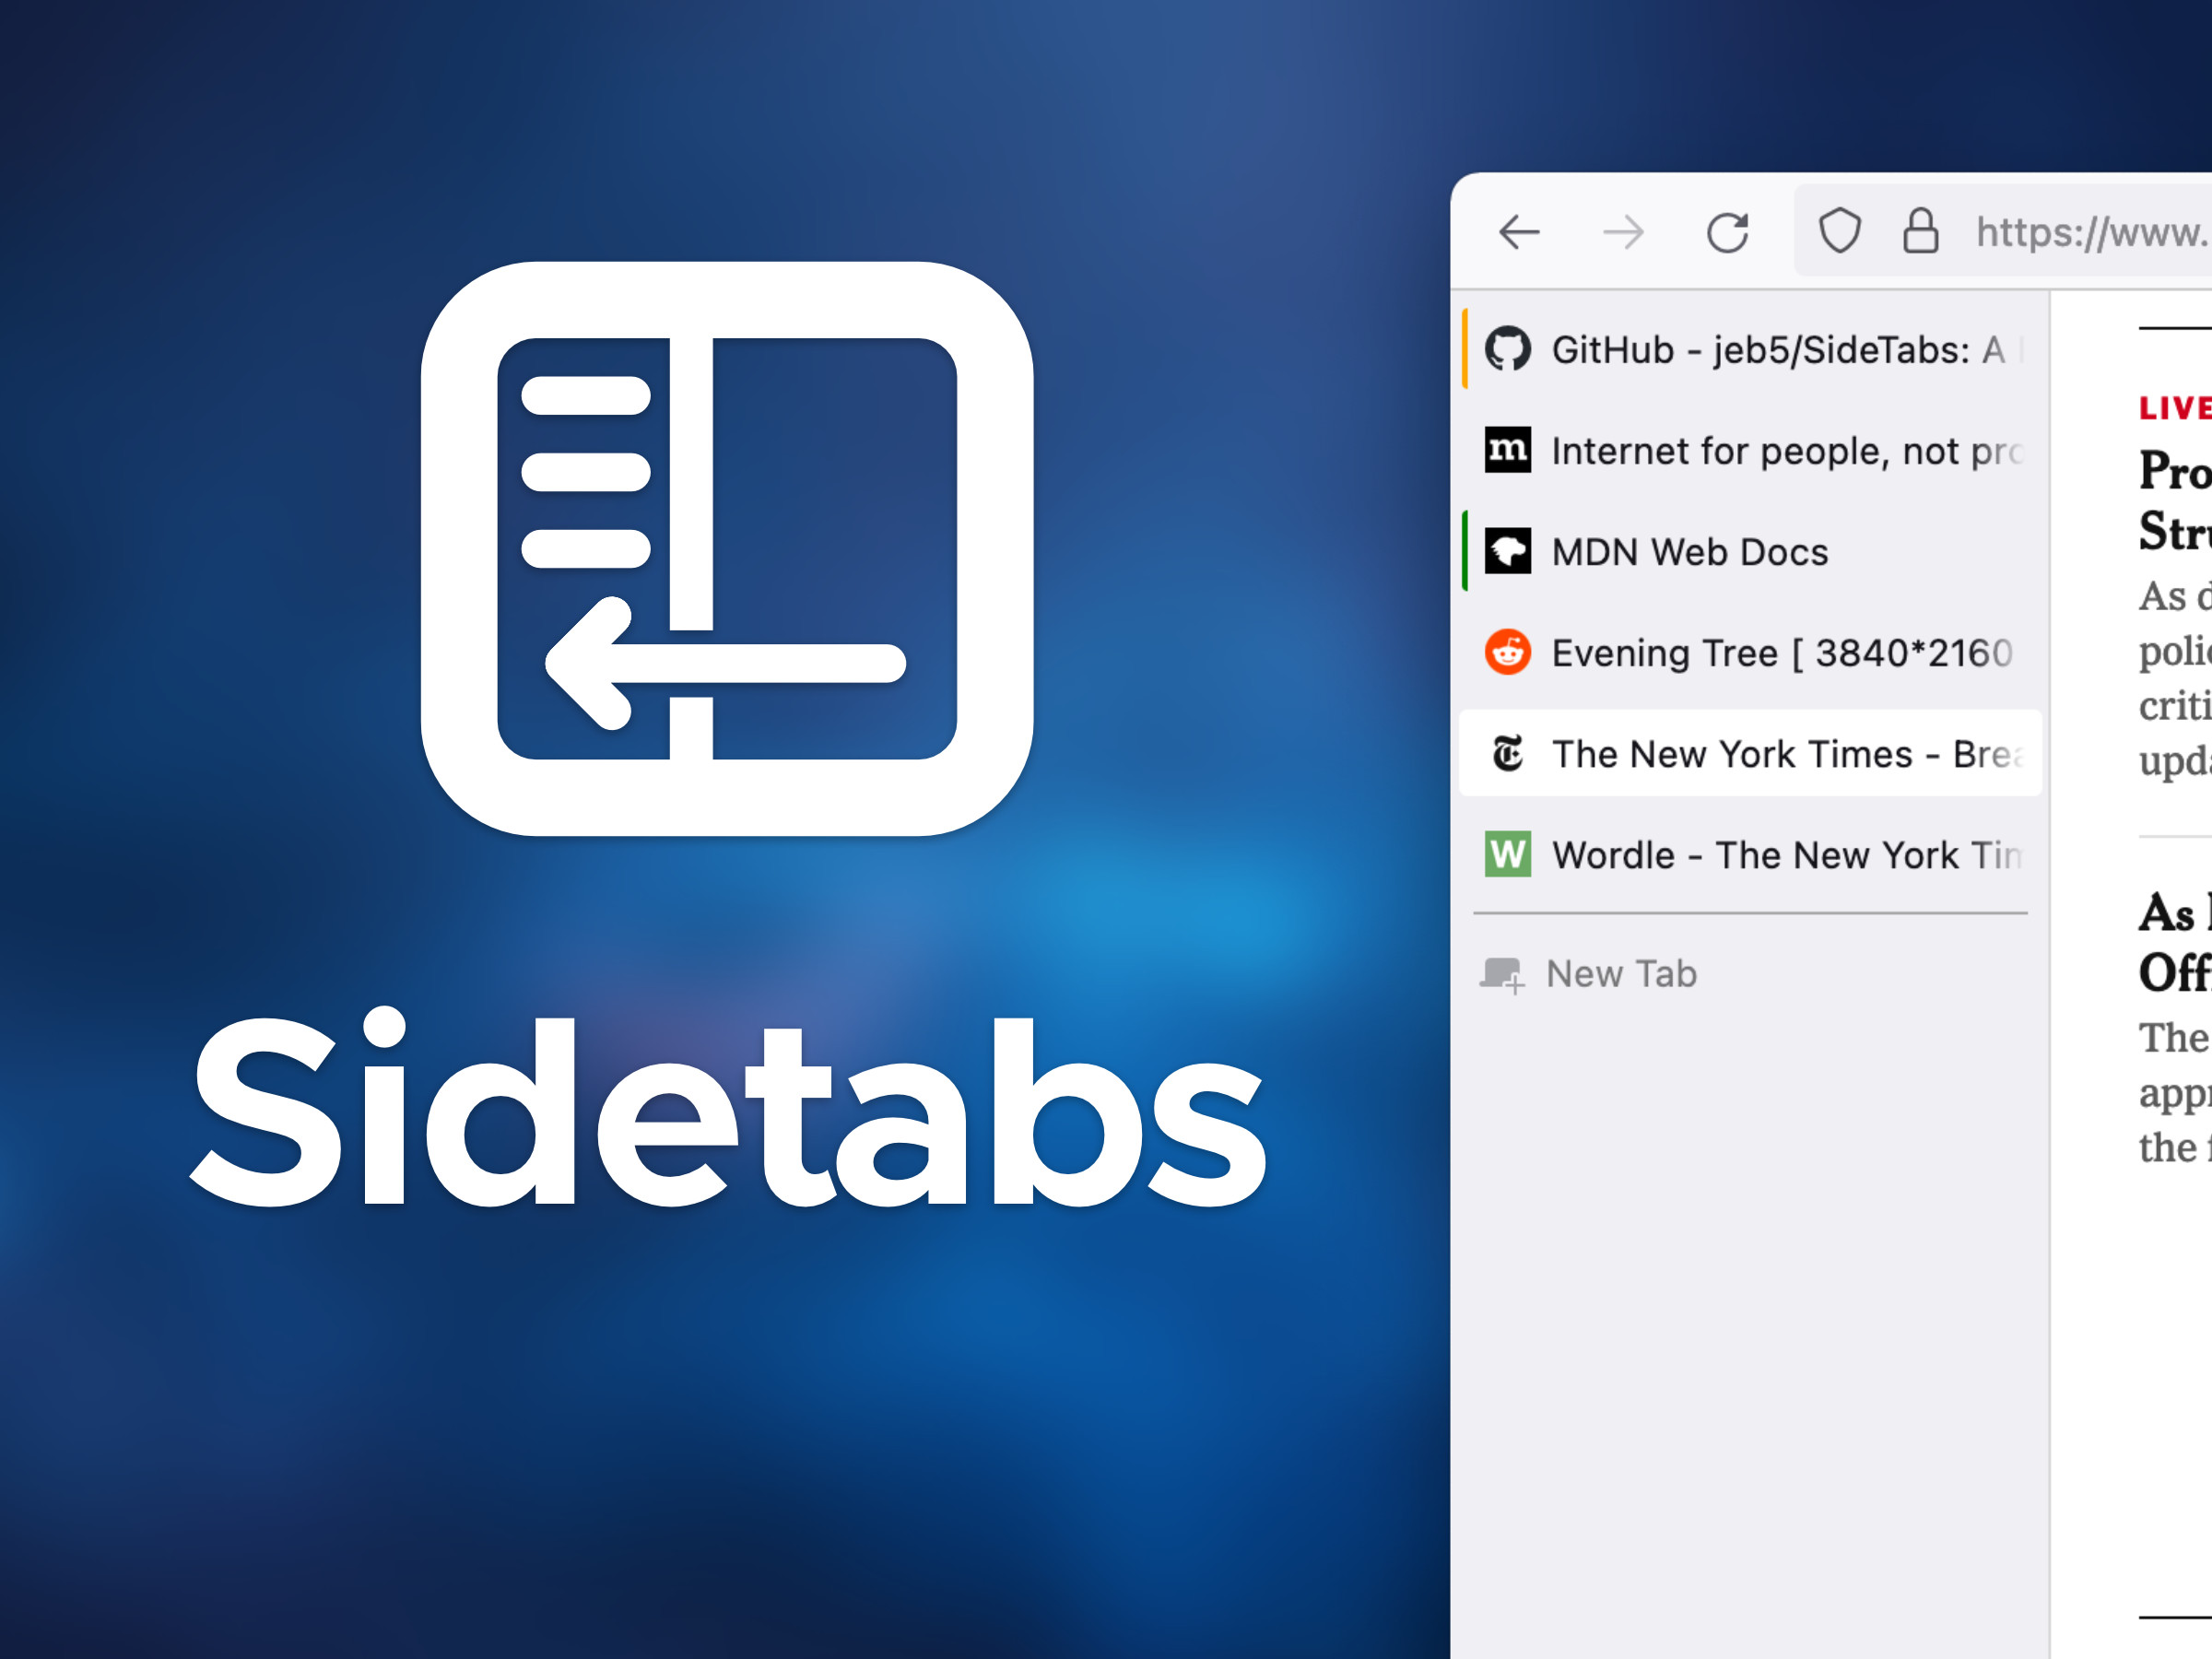 Sidetabs
https://www.
GitHub - jeb5/SideTabs: A
Internet for people, not pro
MDN Web Docs
Evening Tree [ 3840*2160
The New York Times - Brea
W Wordle - The New York Tim
New Tab
LIVE
Pro
Stru
As d
polic
criti
upda
As
Off
The
appr
the f